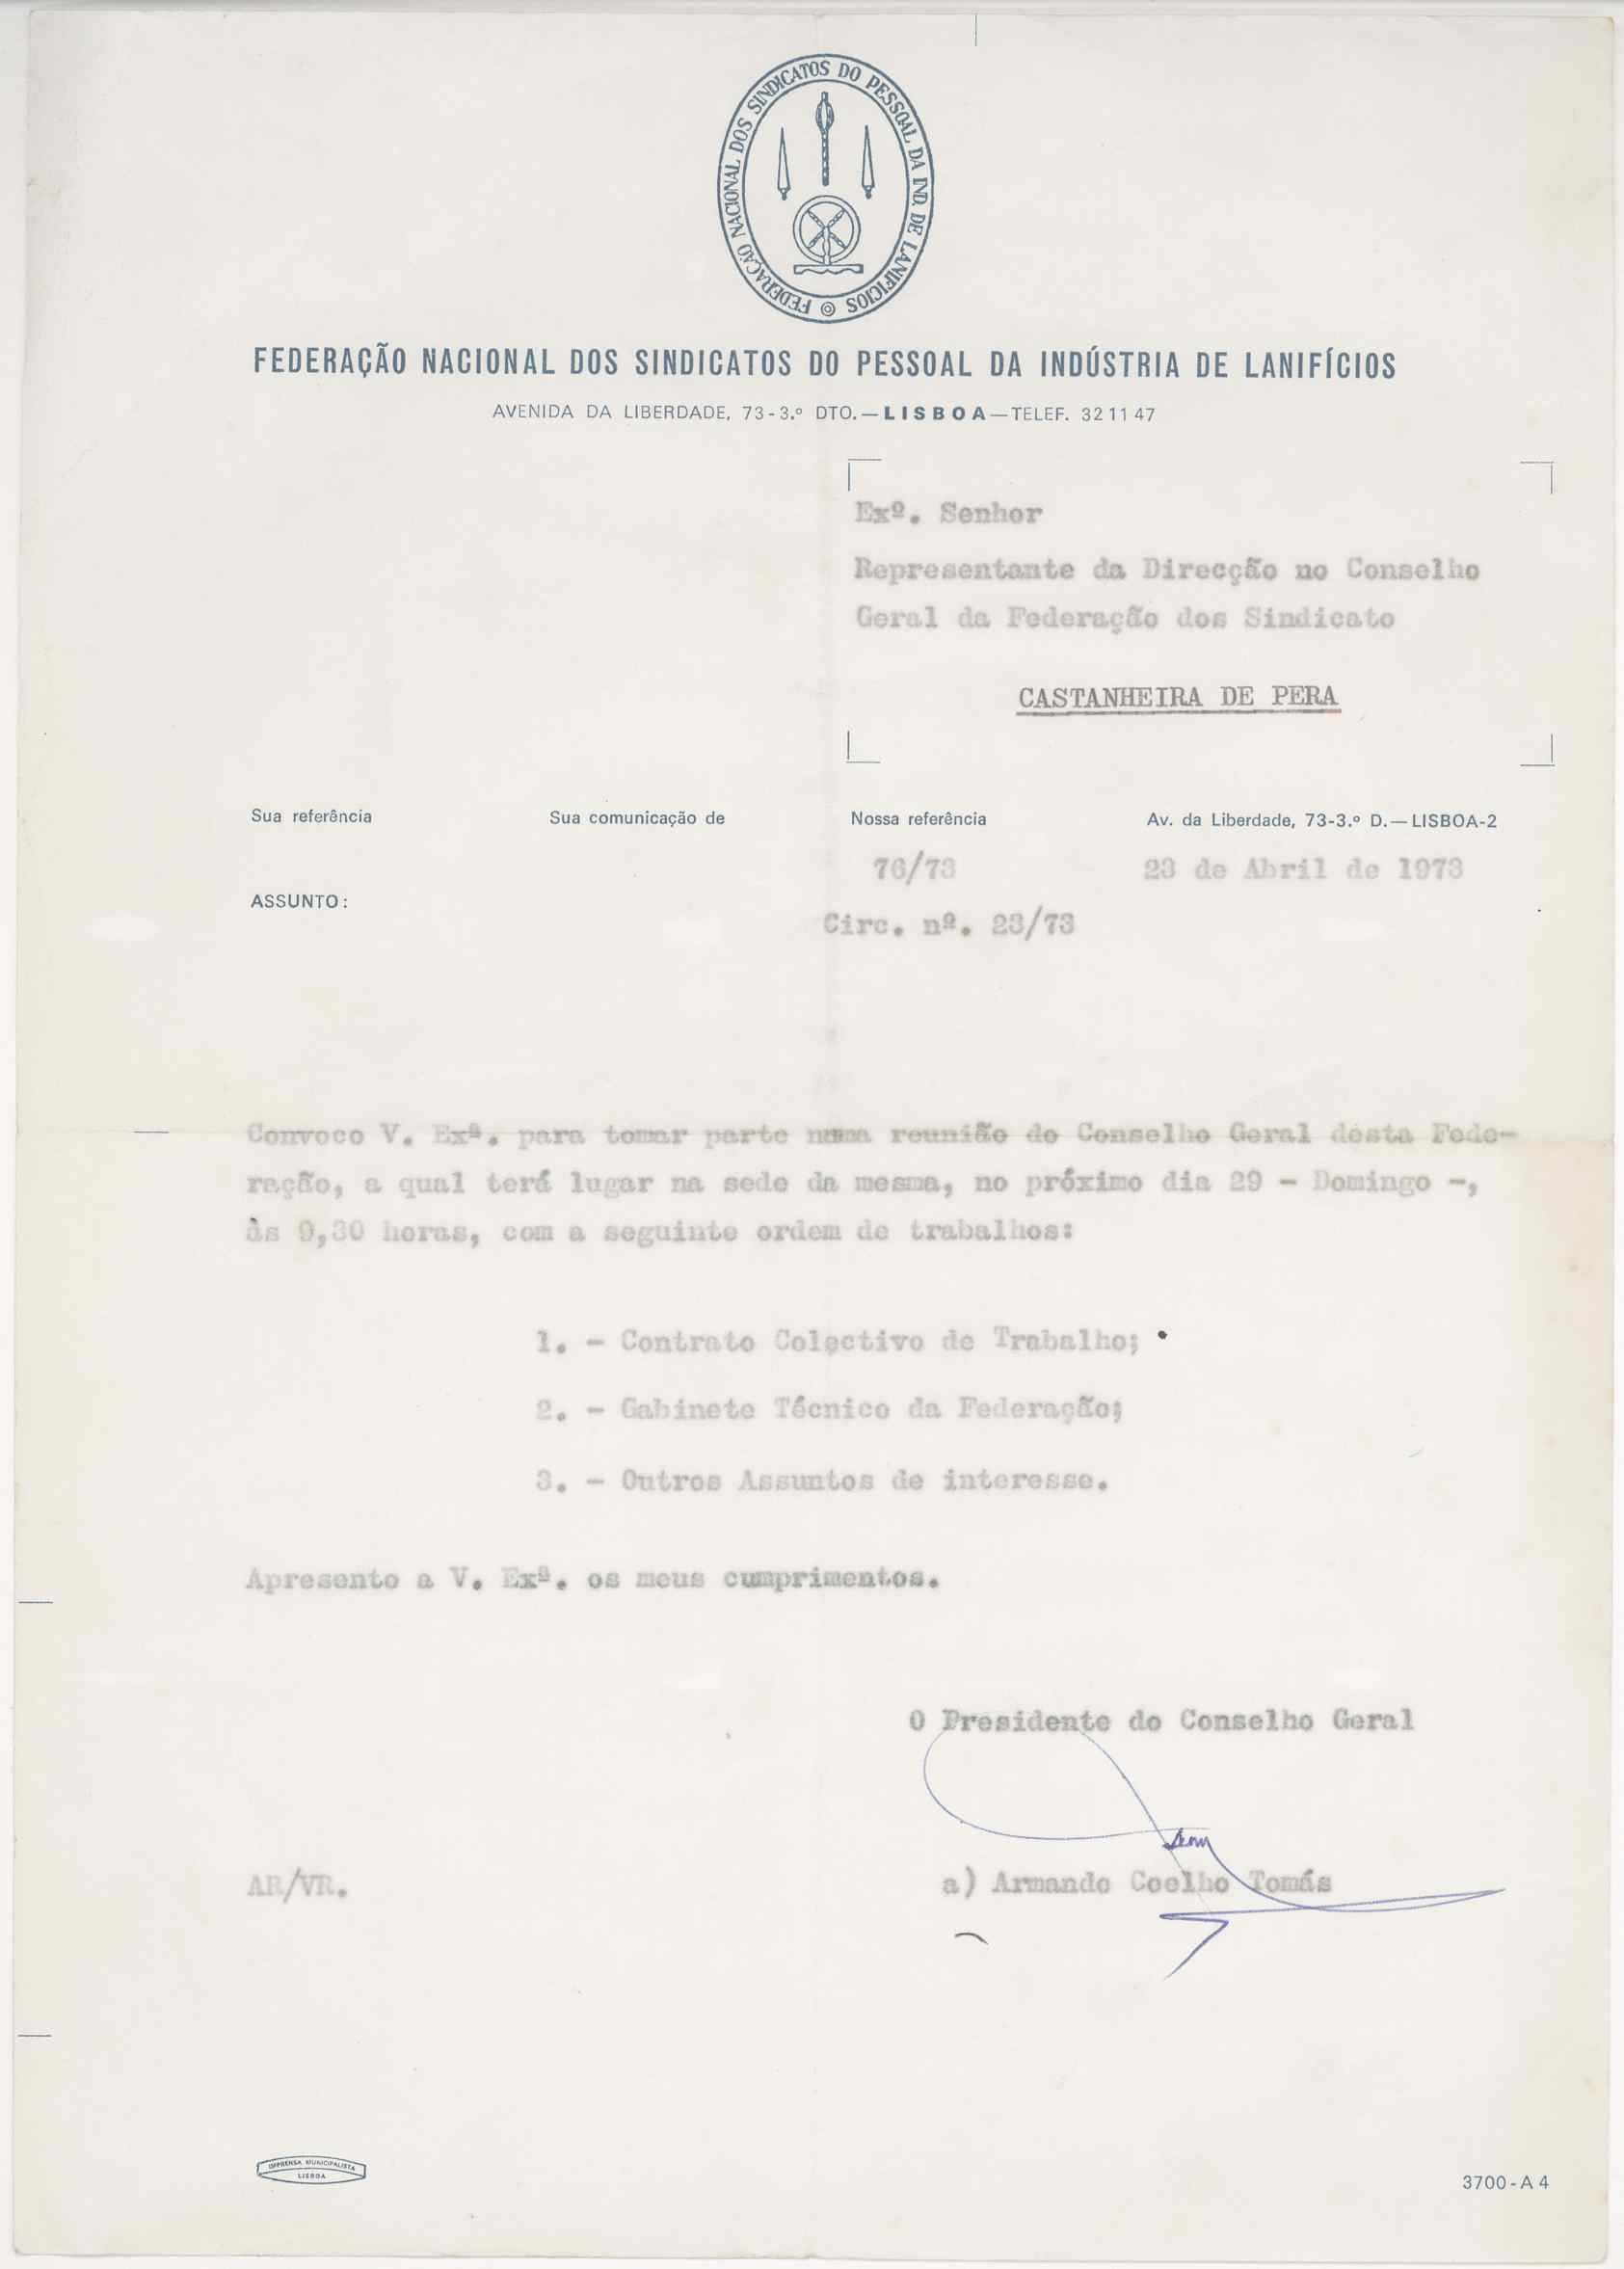 FEDERAÇÃO NACIONAL DOS SINDICATOS DO PESSOAL DA IND. DE LANIFICIOS
FEDERAÇÃO NACIONAL DOS SINDICATOS DO PESSOAL DA INDÚSTRIA DE LANIFÍCIOS
AVENIDA DA LIBERDADE, 73-3.º DTO.—LISBOA—TELEF. 32 11 47
Exº. Senhor
Representante da Direcção no Conselho
Geral da Federação dos Sindicato
CASTANHEIRA DE PERA
Sua referência Sua comunicação de Nossa referência Av. da Liberdade, 73-3.º D.—LISBOA-2
76/73 23 de Abril de 1973
ASSUNTO:
Circ. nº. 23/73
Convoco V. Exª. para tomar parte numa reunião do Conselho Geral desta Fede-
ração, a qual terá lugar na sede da mesma, no próximo dia 29 - Domingo -,
às 9,30 horas, com a seguinte ordem de trabalhos:
1. - Contrato Colectivo de Trabalho;
2. - Gabinete Técnico da Federação;
3. - Outros Assuntos de interesse.
Apresento a V. Exª. os meus cumprimentos.
O Presidente do Conselho Geral
AR/VR. a) Armando Coelho Tomás
IMPRENSA MUNICIPALISTA
LISBOA
3700-A 4